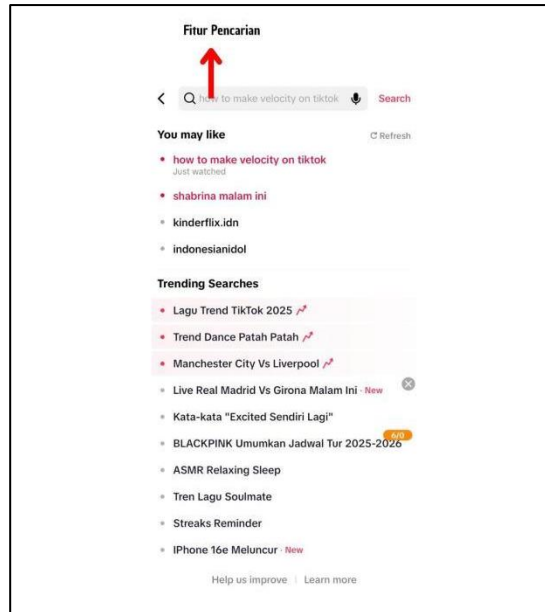 Fitur Pencarian
how to make velocity on tiktok Search
You may like Refresh
how to make velocity on tiktok
Just watched
shabrina malam ini
kinderflix.idn
indonesianidol
Trending Searches
Lagu Trend TikTok 2025
Trend Dance Patah Patah
Manchester City Vs Liverpool
Live Real Madrid Vs Girona Malam Ini · New
Kata-kata "Excited Sendiri Lagi"
6/0
BLACKPINK Umumkan Jadwal Tur 2025-2026
ASMR Relaxing Sleep
Tren Lagu Soulmate
Streaks Reminder
IPhone 16e Meluncur · New
Help us improve | Learn more